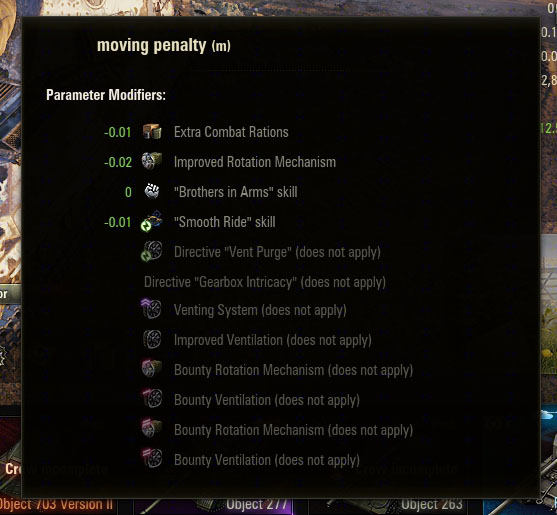 moving penalty (m)
Parameter Modifiers:
-0.01 Extra Combat Rations
-0.02 Improved Rotation Mechanism
0 "Brothers in Arms" skill
-0.01 "Smooth Ride" skill
Directive "Vent Purge" (does not apply)
Directive "Gearbox Intricacy" (does not apply)
Venting System (does not apply)
Improved Ventilation (does not apply)
Bounty Rotation Mechanism (does not apply)
Bounty Ventilation (does not apply)
Bounty Rotation Mechanism (does not apply)
Bounty Ventilation (does not apply)
Crew incomplete
Object 703 Version II
Object 277
Object 263